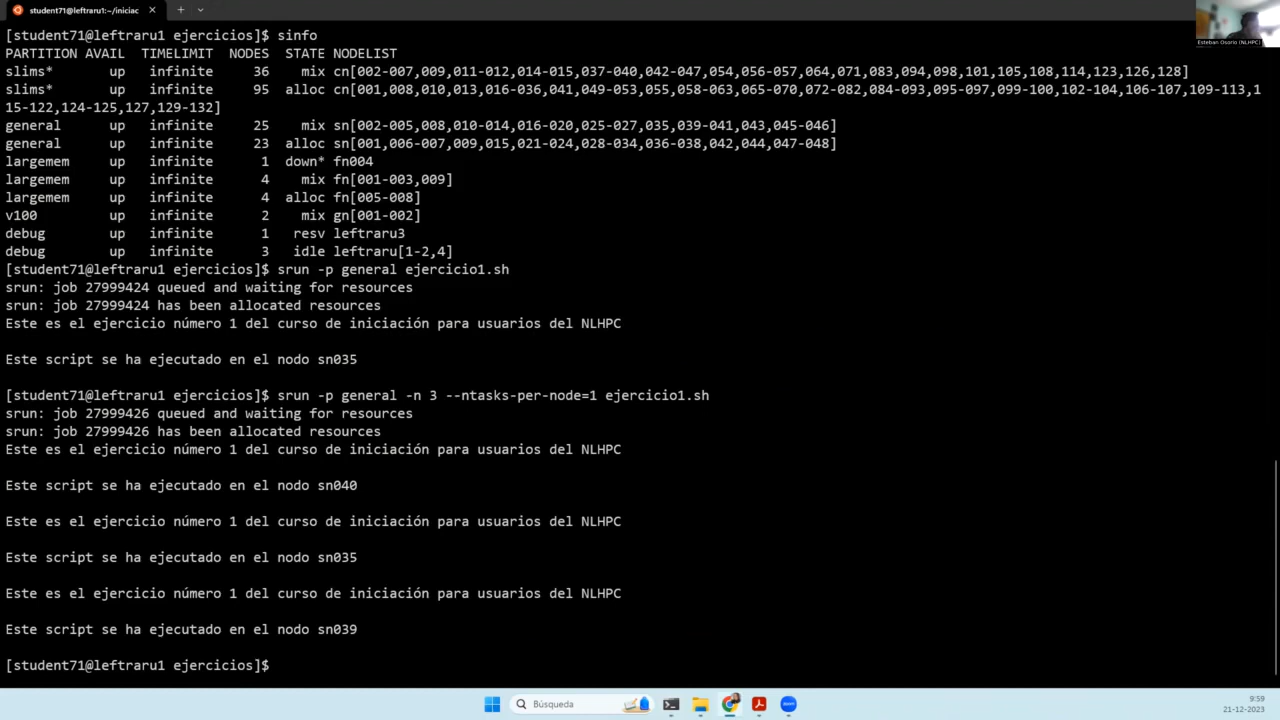 student71@leftraru1:~/iniciac
Esteban Osorio (NLHPC)
[student71@leftraru1 ejercicios]$ sinfo
PARTITION AVAIL  TIMELIMIT  NODES  STATE NODELIST
slims*       up   infinite     36    mix cn[002-007,009,011-012,014-015,037-040,042-047,054,056-057,064,071,083,094,098,101,105,108,114,123,126,128]
slims*       up   infinite     95  alloc cn[001,008,010,013,016-036,041,049-053,055,058-063,065-070,072-082,084-093,095-097,099-100,102-104,106-107,109-113,1
15-122,124-125,127,129-132]
general      up   infinite     25    mix sn[002-005,008,010-014,016-020,025-027,035,039-041,043,045-046]
general      up   infinite     23  alloc sn[001,006-007,009,015,021-024,028-034,036-038,042,044,047-048]
largemem     up   infinite      1  down* fn004
largemem     up   infinite      4    mix fn[001-003,009]
largemem     up   infinite      4  alloc fn[005-008]
v100         up   infinite      2    mix gn[001-002]
debug        up   infinite      1   resv leftraru3
debug        up   infinite      3   idle leftraru[1-2,4]
[student71@leftraru1 ejercicios]$ srun -p general ejercicio1.sh
srun: job 27999424 queued and waiting for resources
srun: job 27999424 has been allocated resources
Este es el ejercicio número 1 del curso de iniciación para usuarios del NLHPC
Este script se ha ejecutado en el nodo sn035
[student71@leftraru1 ejercicios]$ srun -p general -n 3 --ntasks-per-node=1 ejercicio1.sh
srun: job 27999426 queued and waiting for resources
srun: job 27999426 has been allocated resources
Este es el ejercicio número 1 del curso de iniciación para usuarios del NLHPC
Este script se ha ejecutado en el nodo sn040
Este es el ejercicio número 1 del curso de iniciación para usuarios del NLHPC
Este script se ha ejecutado en el nodo sn035
Este es el ejercicio número 1 del curso de iniciación para usuarios del NLHPC
Este script se ha ejecutado en el nodo sn039
[student71@leftraru1 ejercicios]$
Búsqueda
zoom
9:59
21-12-2023